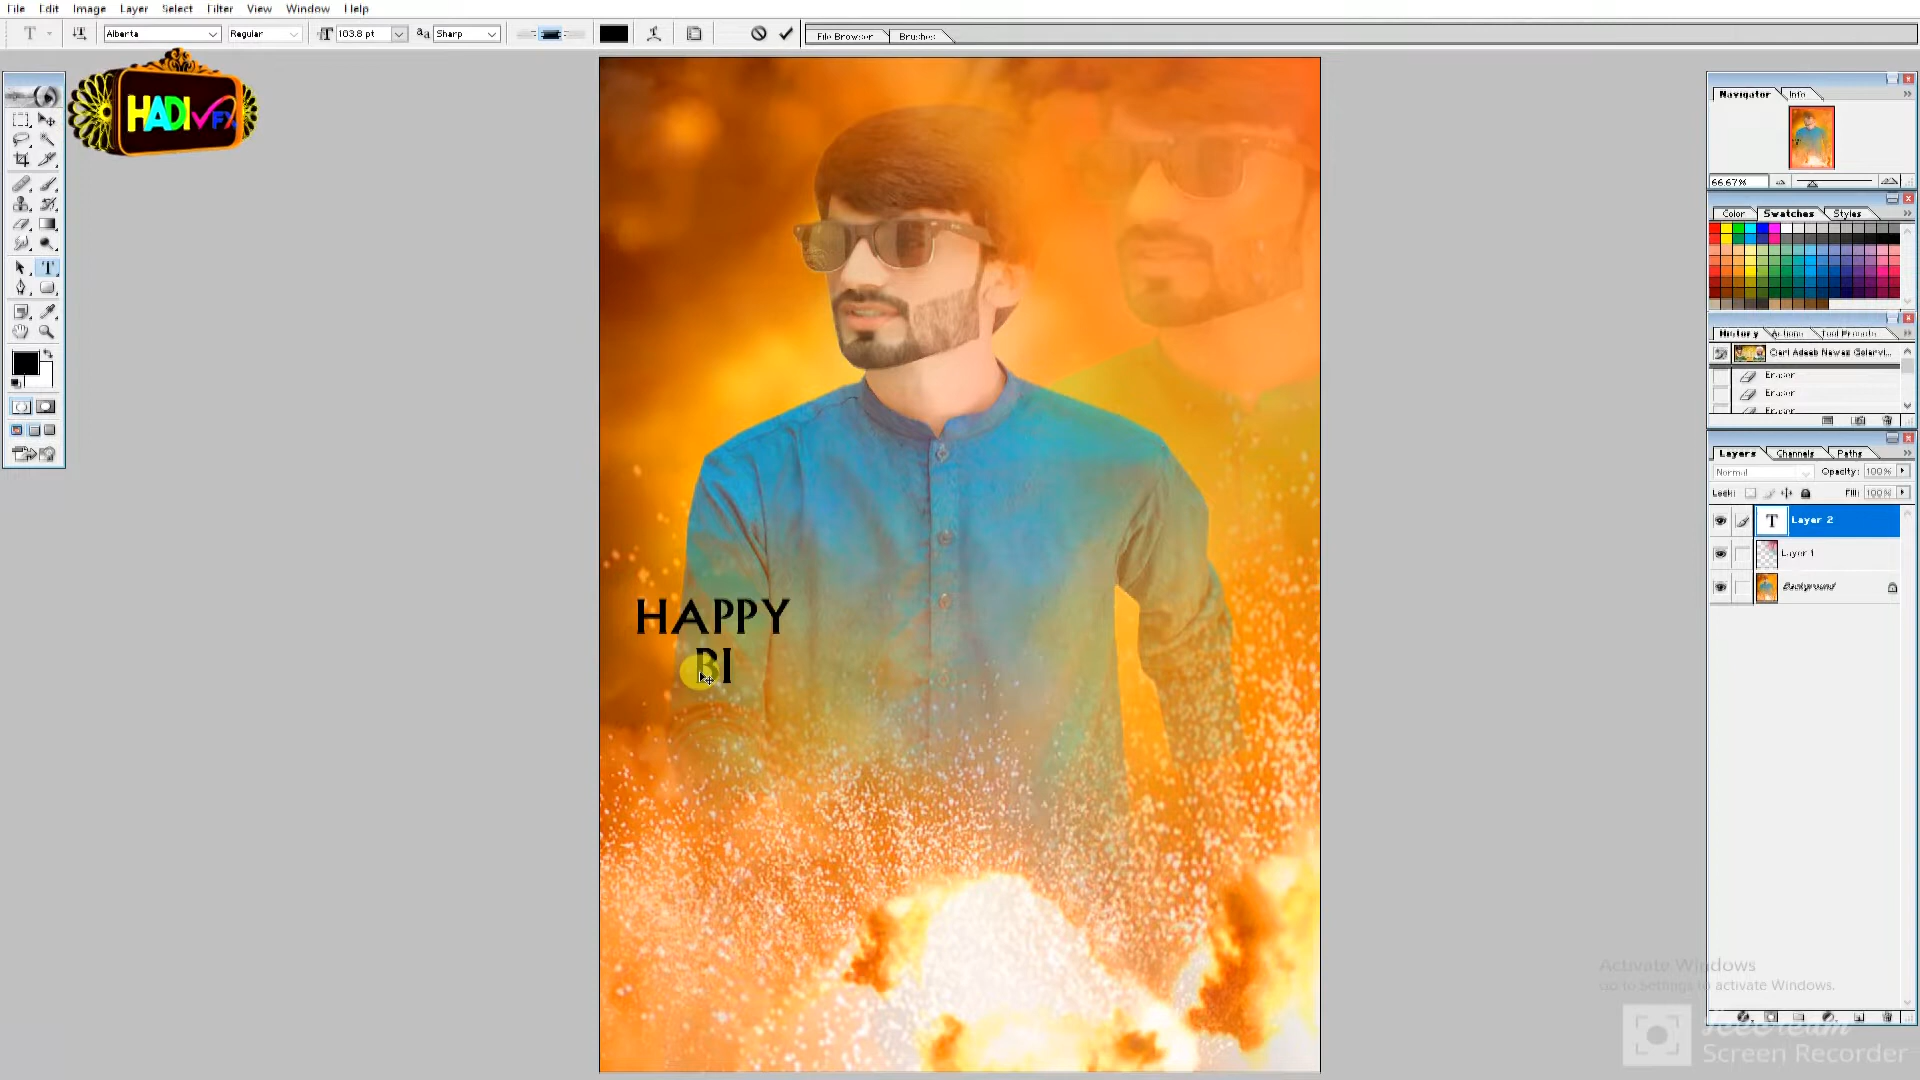 File Edit Image Layer Select Filter View Window Help
T Alberta Regular 103.8 pt aa Sharp File Browser Brushes
HADI VFX
Navigator Info
66.67%
Color Swatches Styles
History Actions Tool Presets
Eraser
Eraser
Eraser
Layers Channels Paths
Normal Opacity: 100%
Lock: Fill: 100%
T Layer 2
Layer 1
Background
HAPPY
BI
Activate Windows
Go to Settings to activate Windows.
Screen Recorder